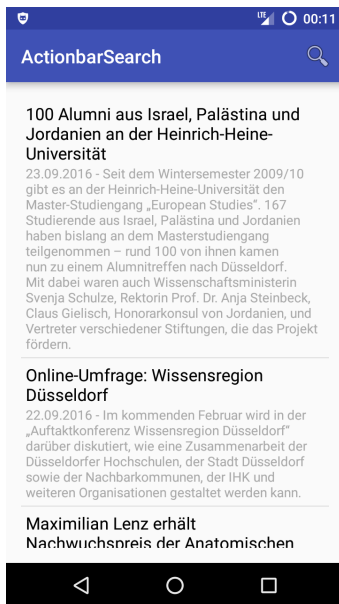 LTE 00:11
ActionbarSearch
100 Alumni aus Israel, Palästina und
Jordanien an der Heinrich-Heine-
Universität
23.09.2016 - Seit dem Wintersemester 2009/10
gibt es an der Heinrich-Heine-Universität den
Master-Studiengang „European Studies“. 167
Studierende aus Israel, Palästina und Jordanien
haben bislang an dem Masterstudiengang
teilgenommen – rund 100 von ihnen kamen
nun zu einem Alumnitreffen nach Düsseldorf.
Mit dabei waren auch Wissenschaftsministerin
Svenja Schulze, Rektorin Prof. Dr. Anja Steinbeck,
Claus Gielisch, Honorarkonsul von Jordanien, und
Vertreter verschiedener Stiftungen, die das Projekt
fördern.
Online-Umfrage: Wissensregion
Düsseldorf
22.09.2016 - Im kommenden Februar wird in der
„Auftaktkonferenz Wissensregion Düsseldorf“
darüber diskutiert, wie eine Zusammenarbeit der
Düsseldorfer Hochschulen, der Stadt Düsseldorf
sowie der Nachbarkommunen, der IHK und
weiteren Organisationen gestaltet werden kann.
Maximilian Lenz erhält
Nachwuchspreis der Anatomischen